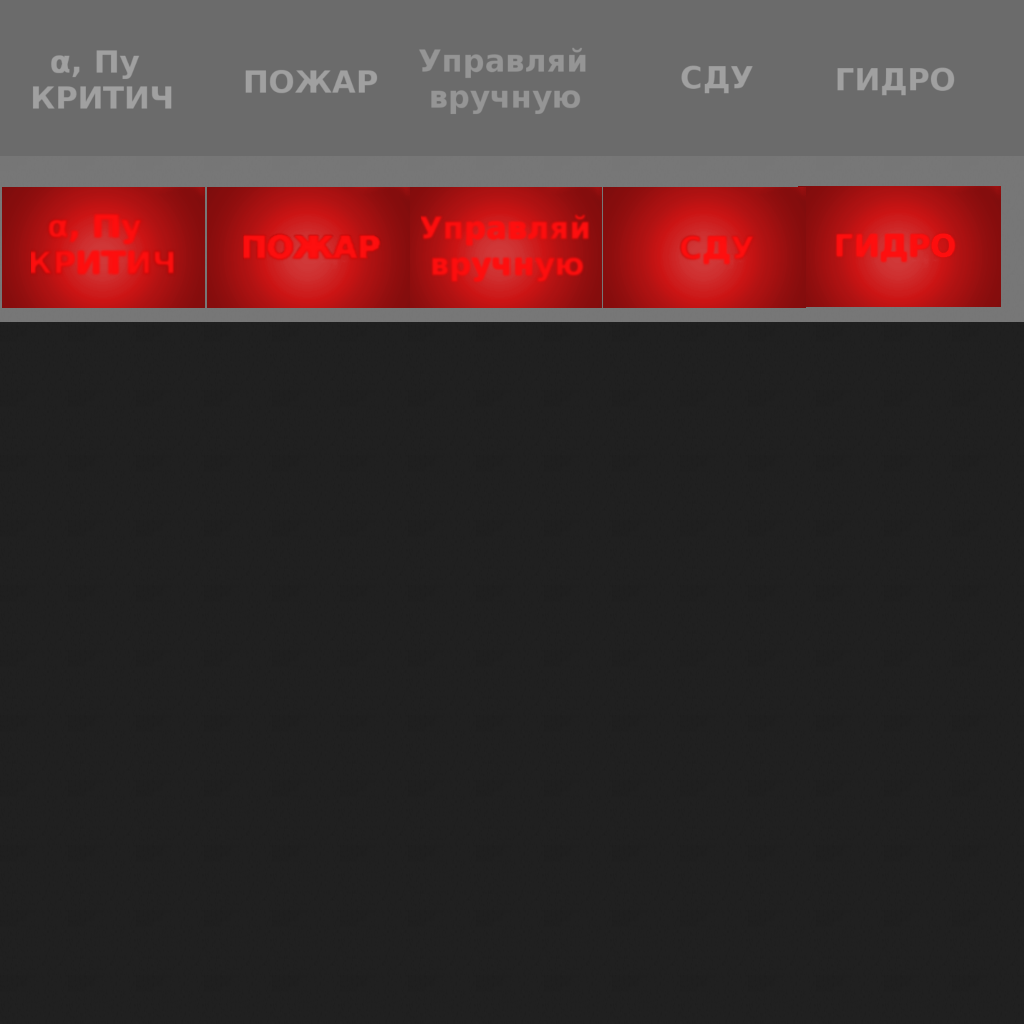 α, Пу
КРИТИЧ
ПОЖАР
Управляй
вручную
СДУ
ГИДРО
α, Пу
КРИТИЧ
ПОЖАР
Управляй
вручную
СДУ
ГИДРО